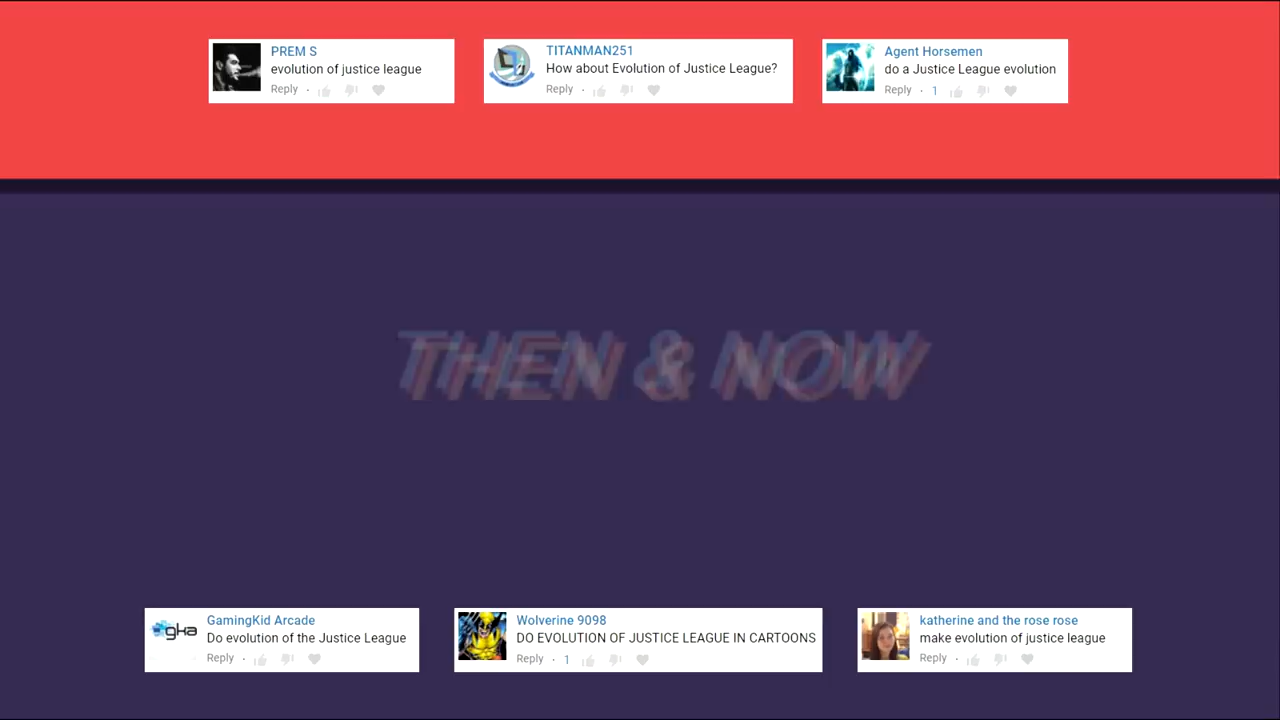 PREM S
evolution of justice league
Reply
TITANMAN251
How about Evolution of Justice League?
Reply
Agent Horsemen
do a Justice League evolution
Reply · 1
THEN & NOW
gka
GamingKid Arcade
Do evolution of the Justice League
Reply
Wolverine 9098
DO EVOLUTION OF JUSTICE LEAGUE IN CARTOONS
Reply · 1
katherine and the rose rose
make evolution of justice league
Reply